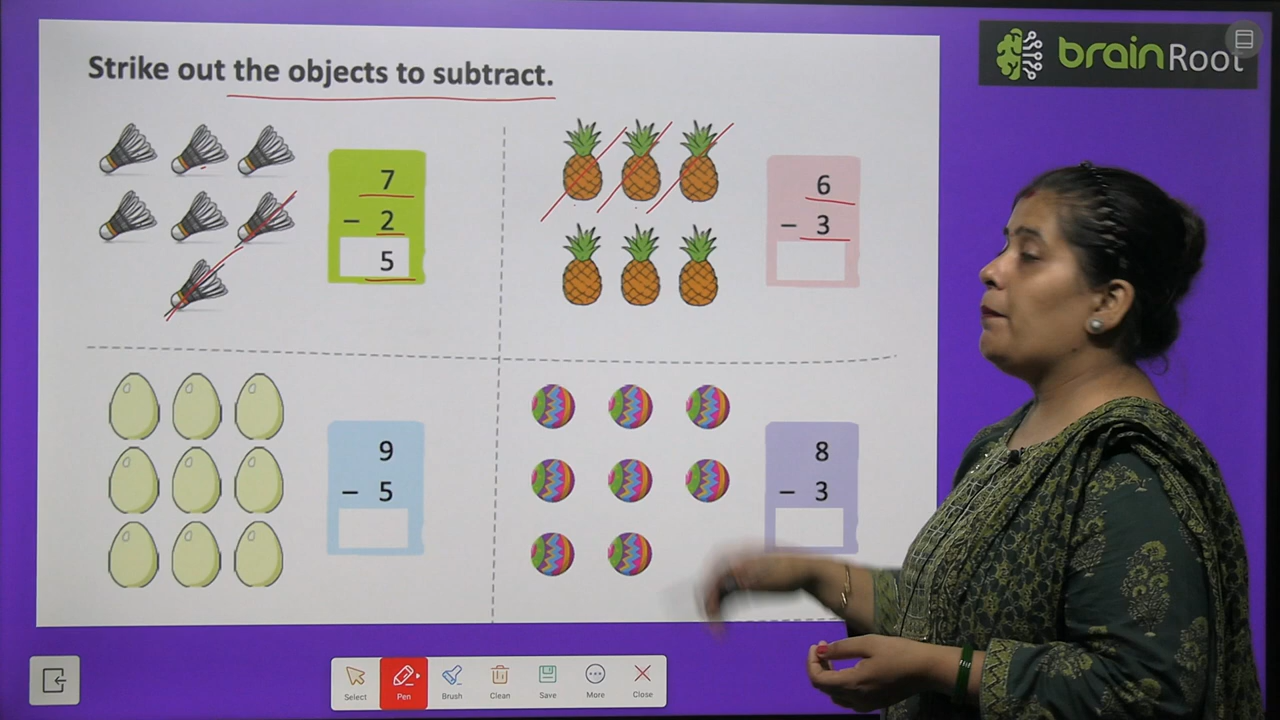 Strike out the objects to subtract.
brainRoot
7
– 2
5
6
– 3
9
– 5
8
– 3
Select
Pen
Brush
Clean
Save
More
Close